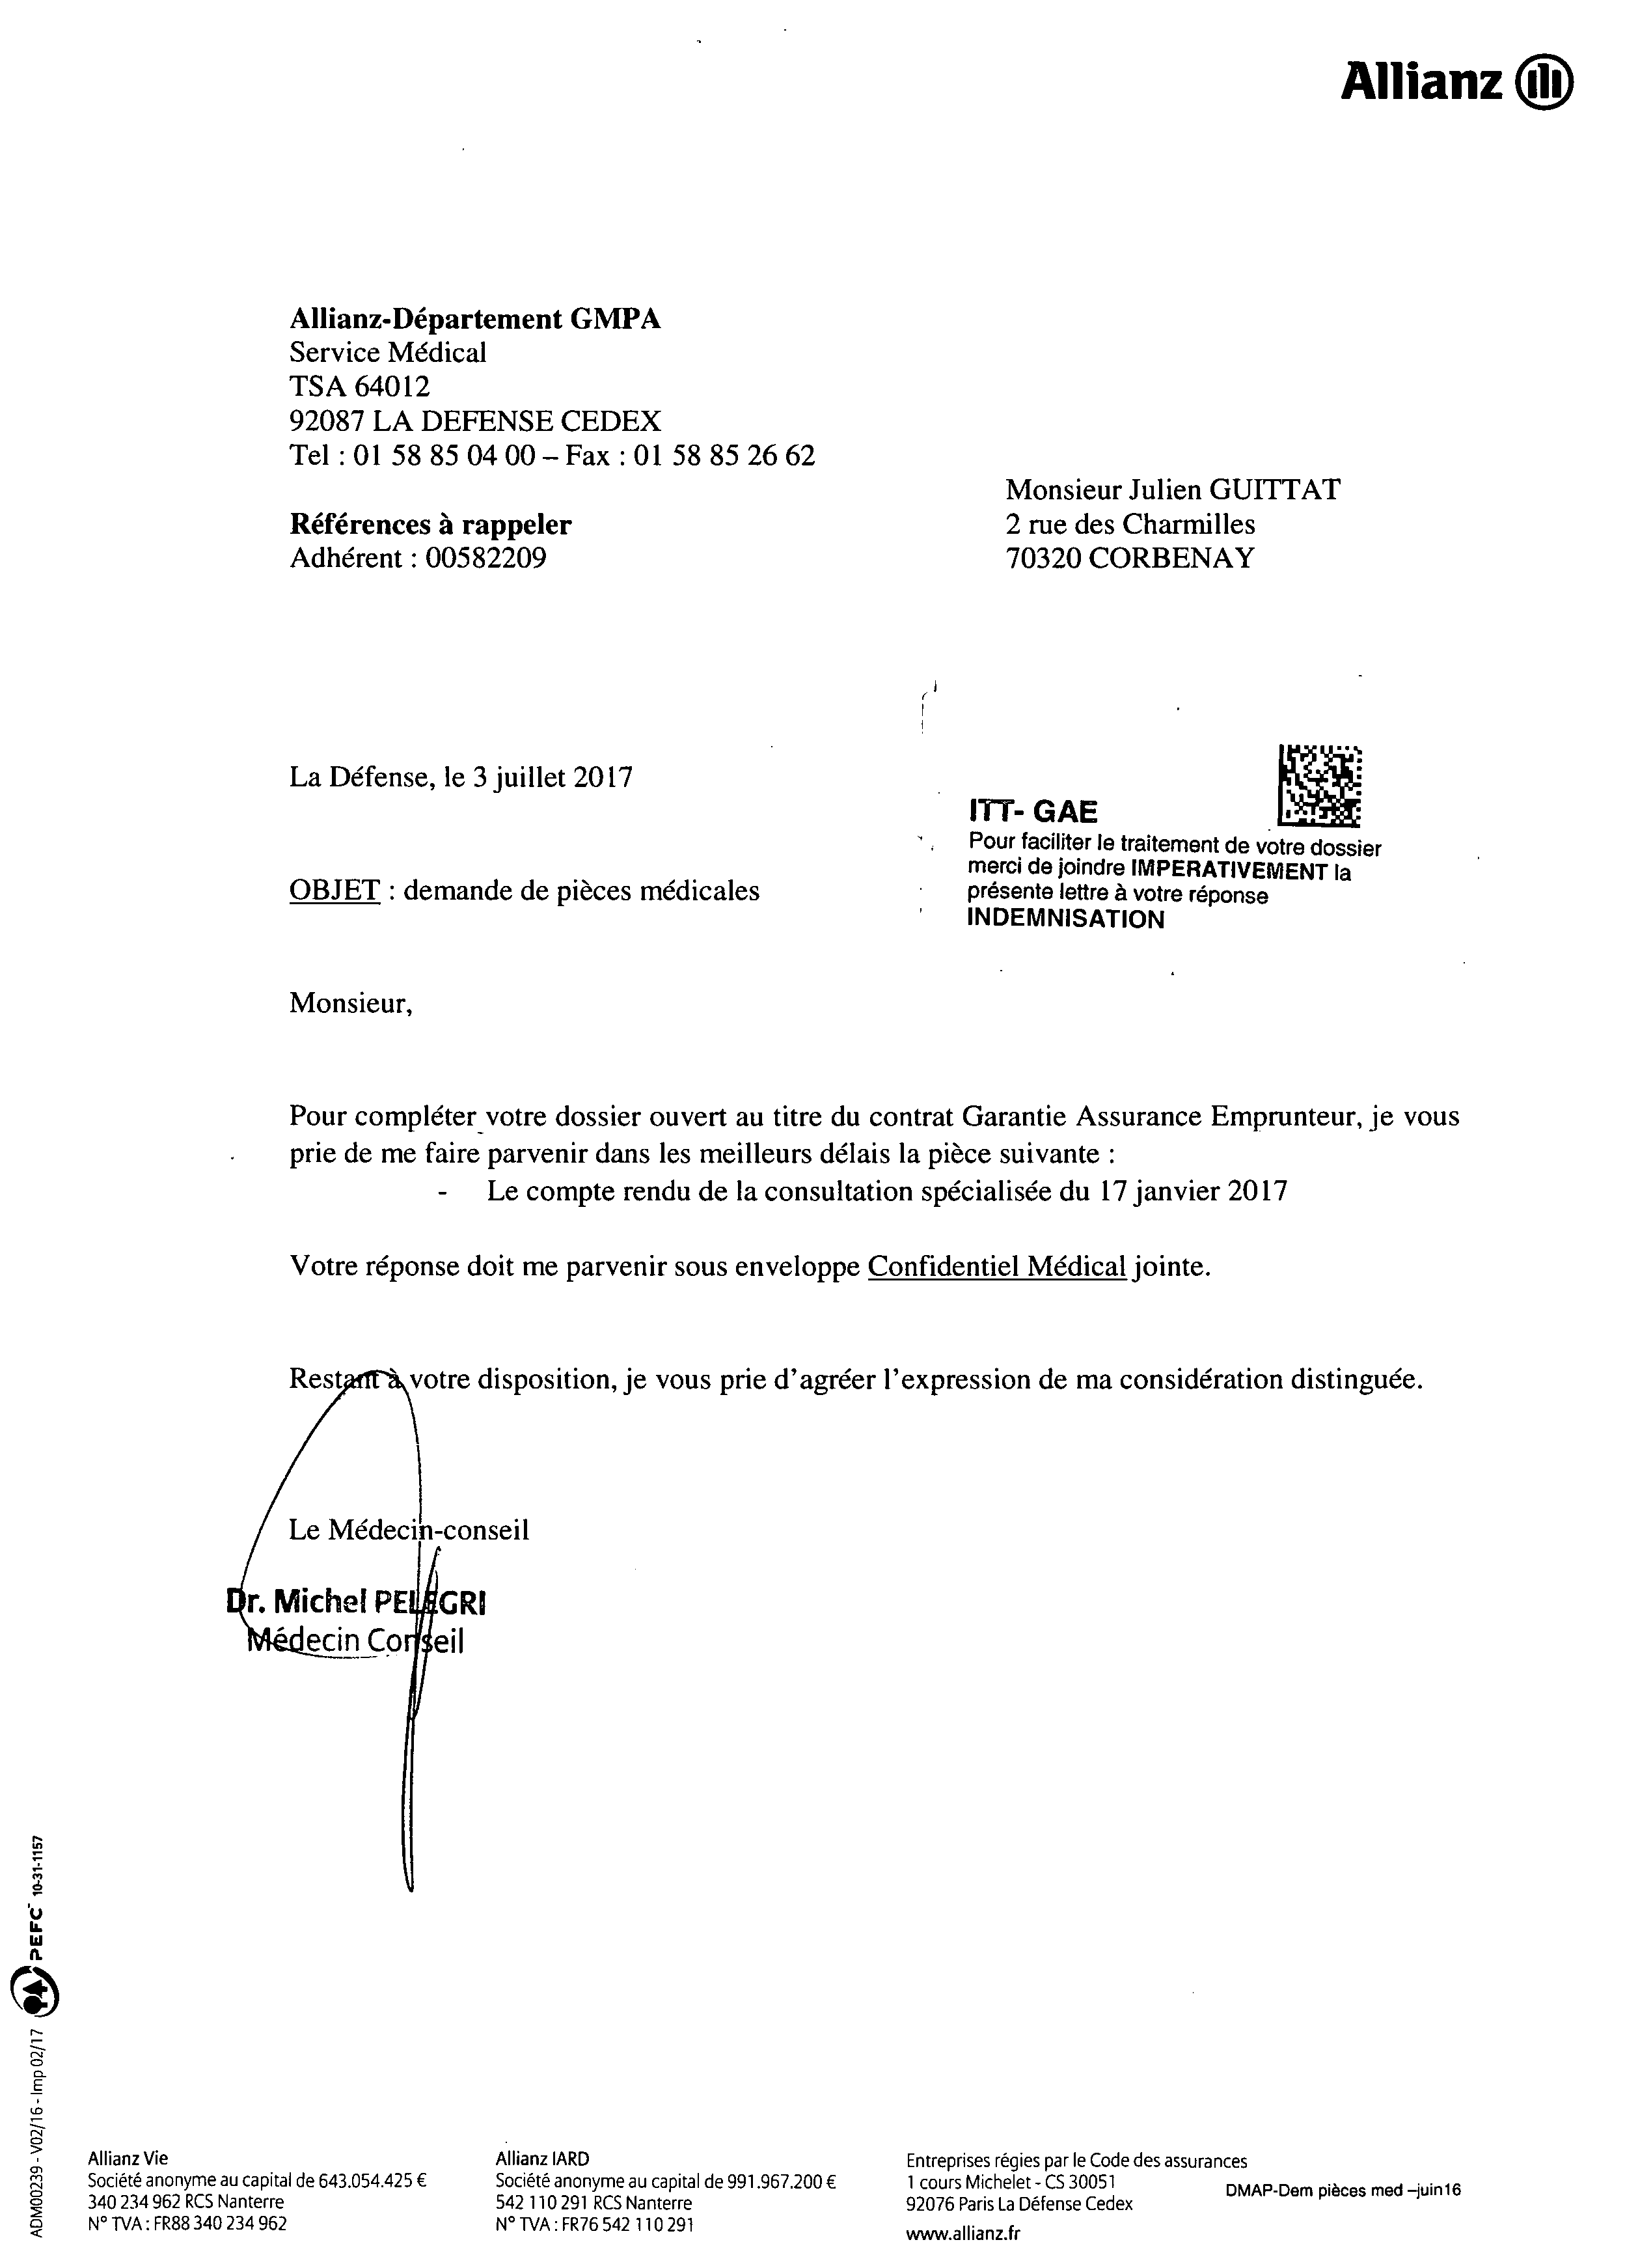 Allianz
Allianz-Département GMPA
Service Médical
TSA 64012
92087 LA DEFENSE CEDEX
Tel : 01 58 85 04 00 – Fax : 01 58 85 26 62
Monsieur Julien GUITTAT
2 rue des Charmilles
70320 CORBENAY
Références à rappeler
Adhérent : 00582209
La Défense, le 3 juillet 2017
ITT- GAE
Pour faciliter le traitement de votre dossier
merci de joindre IMPERATIVEMENT la
présente lettre à votre réponse
INDEMNISATION
OBJET : demande de pièces médicales
Monsieur,
Pour compléter votre dossier ouvert au titre du contrat Garantie Assurance Emprunteur, je vous
prie de me faire parvenir dans les meilleurs délais la pièce suivante :
- Le compte rendu de la consultation spécialisée du 17 janvier 2017
Votre réponse doit me parvenir sous enveloppe Confidentiel Médical jointe.
Restant à votre disposition, je vous prie d'agréer l'expression de ma considération distinguée.
Le Médecin-conseil
Dr. Michel PELEGRI
Médecin Conseil
ADM00239 - V02/16 - Imp 02/17 PEFC 10-31-1157
Allianz Vie
Société anonyme au capital de 643.054.425 €
340 234 962 RCS Nanterre
N° TVA : FR88 340 234 962
Allianz IARD
Société anonyme au capital de 991.967.200 €
542 110 291 RCS Nanterre
N° TVA : FR76 542 110 291
Entreprises régies par le Code des assurances
1 cours Michelet - CS 30051
92076 Paris La Défense Cedex
www.allianz.fr
DMAP-Dem pièces med –juin16